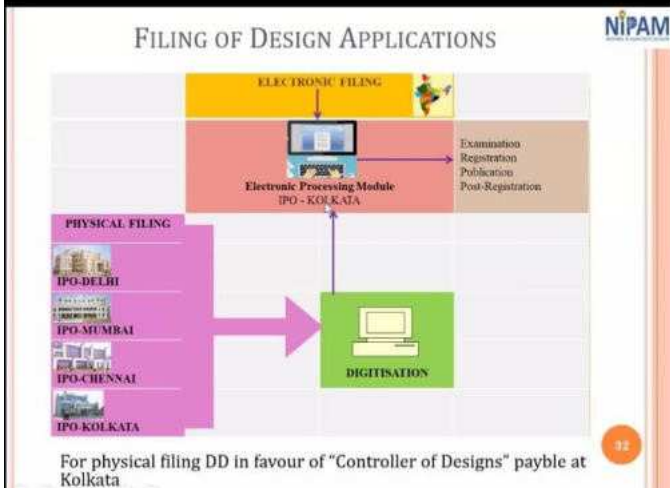 FILING OF DESIGN APPLICATIONS
NiPAM
ELECTRONIC FILING
Electronic Processing Module
IPO - KOLKATA
Examination
Registration
Publication
Post-Registration
PHYSICAL FILING
IPO-DELHI
IPO-MUMBAI
IPO-CHENNAI
IPO-KOLKATA
DIGITISATION
32
For physical filing DD in favour of “Controller of Designs” payble at
Kolkata